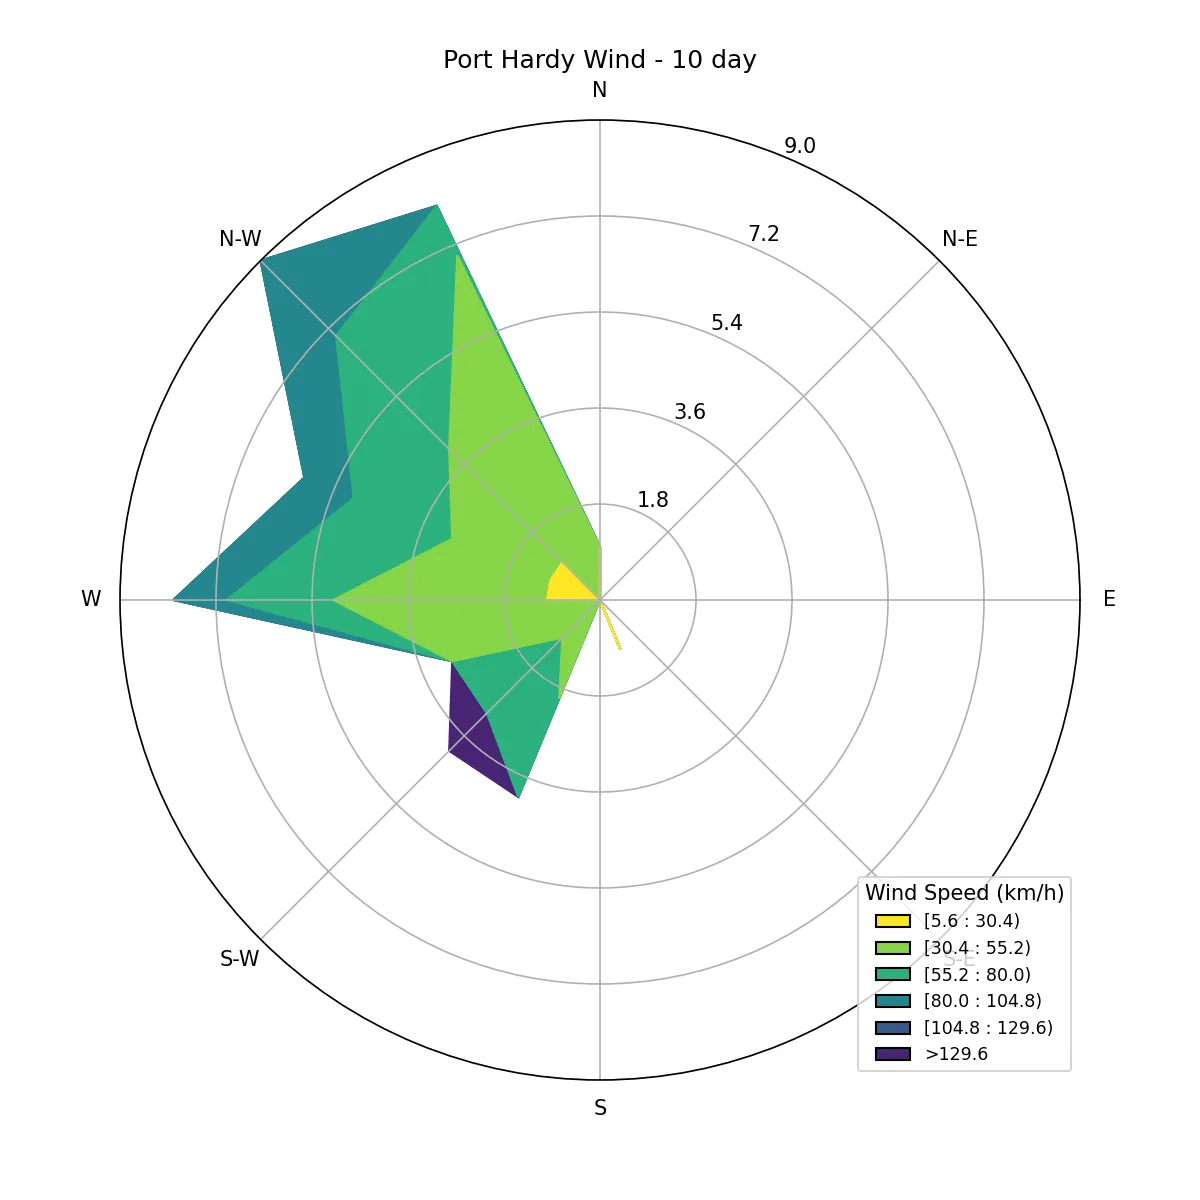 Port Hardy Wind - 10 day
N
9.0
N-W
7.2
N-E
5.4
3.6
1.8
W
E
Wind Speed (km/h)
[5.6 : 30.4)
[30.4 : 55.2)
S-W
S-E
[55.2 : 80.0)
[80.0 : 104.8)
[104.8 : 129.6)
>129.6
S